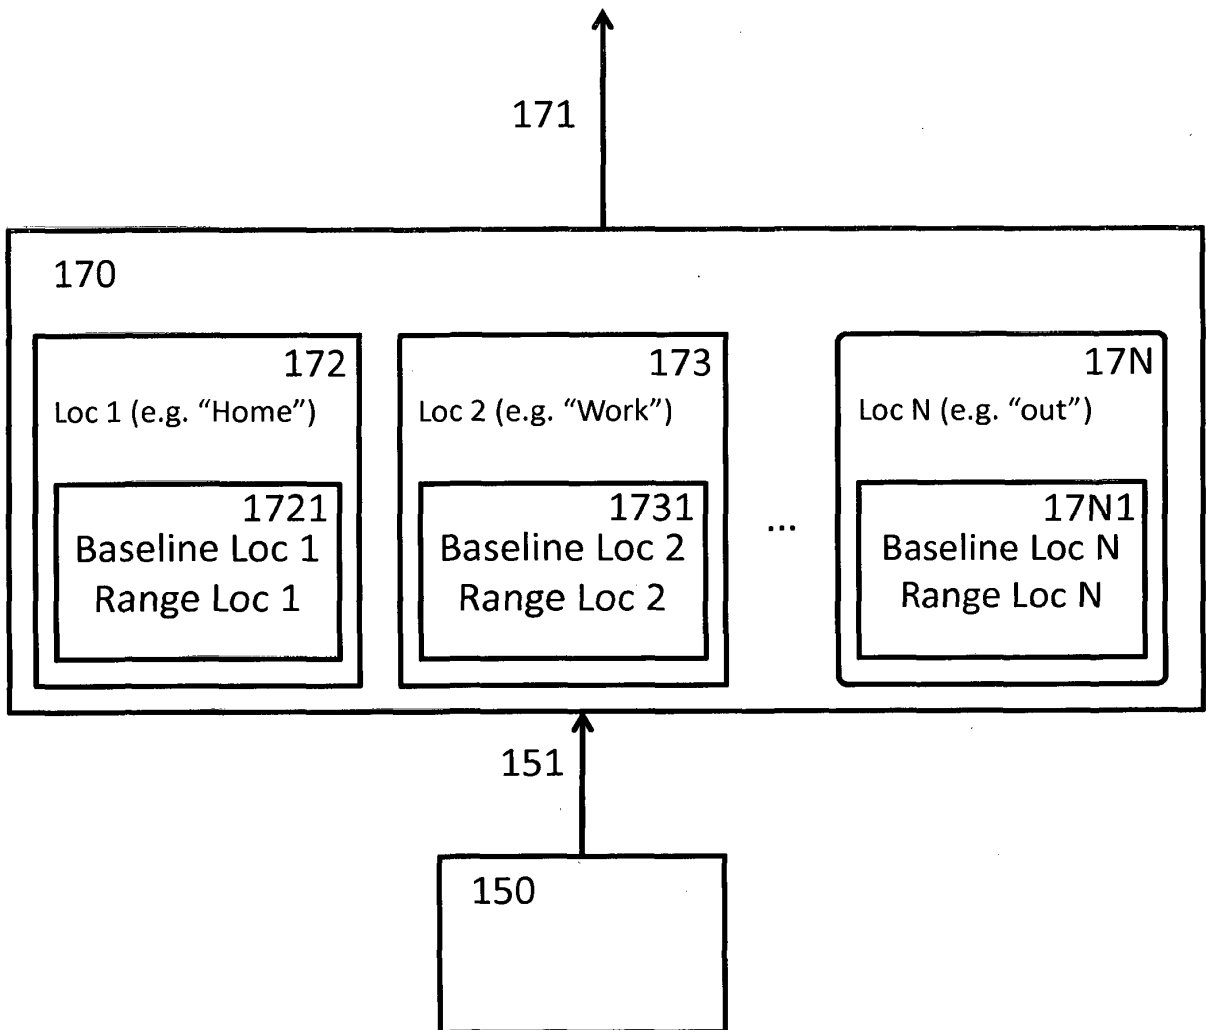 171
170
172
Loc 1 (e.g. “Home”)
1721
Baseline Loc 1
Range Loc 1
173
Loc 2 (e.g. “Work”)
1731
Baseline Loc 2
Range Loc 2
...
17N
Loc N (e.g. “out”)
17N1
Baseline Loc N
Range Loc N
151
150